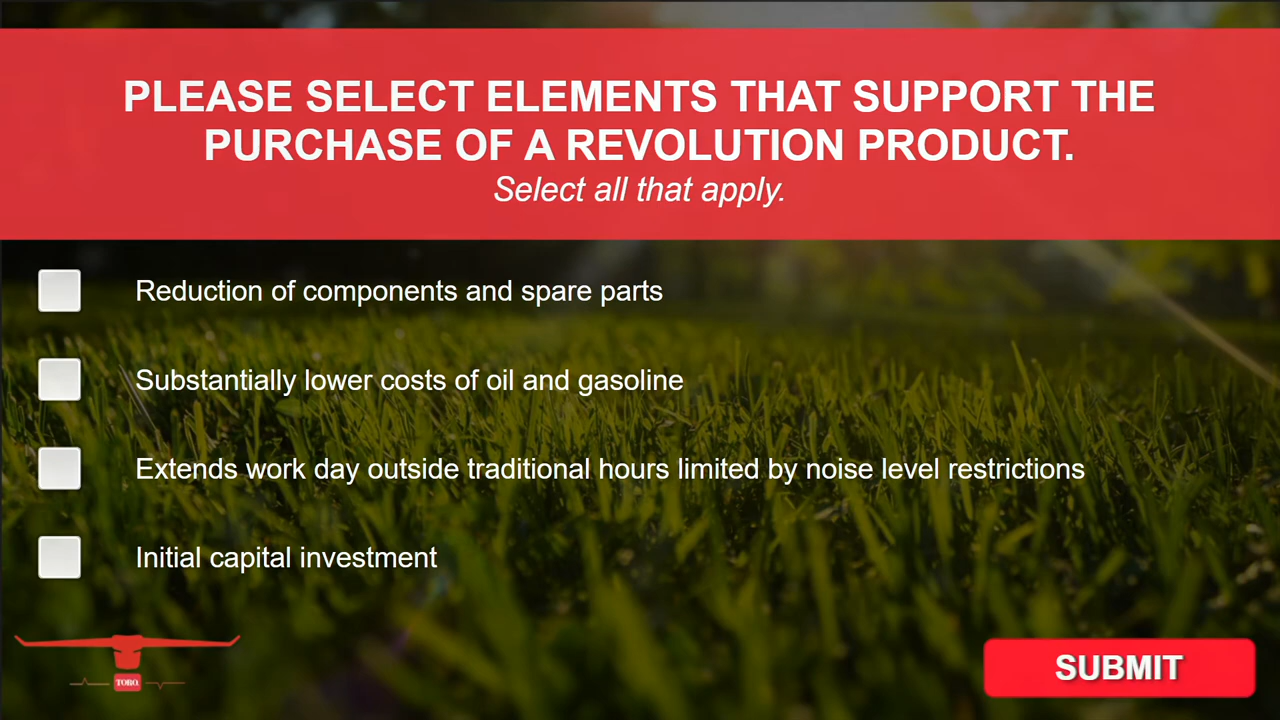 PLEASE SELECT ELEMENTS THAT SUPPORT THE
PURCHASE OF A REVOLUTION PRODUCT.
Select all that apply.
Reduction of components and spare parts
Substantially lower costs of oil and gasoline
Extends work day outside traditional hours limited by noise level restrictions
Initial capital investment
TORO
SUBMIT